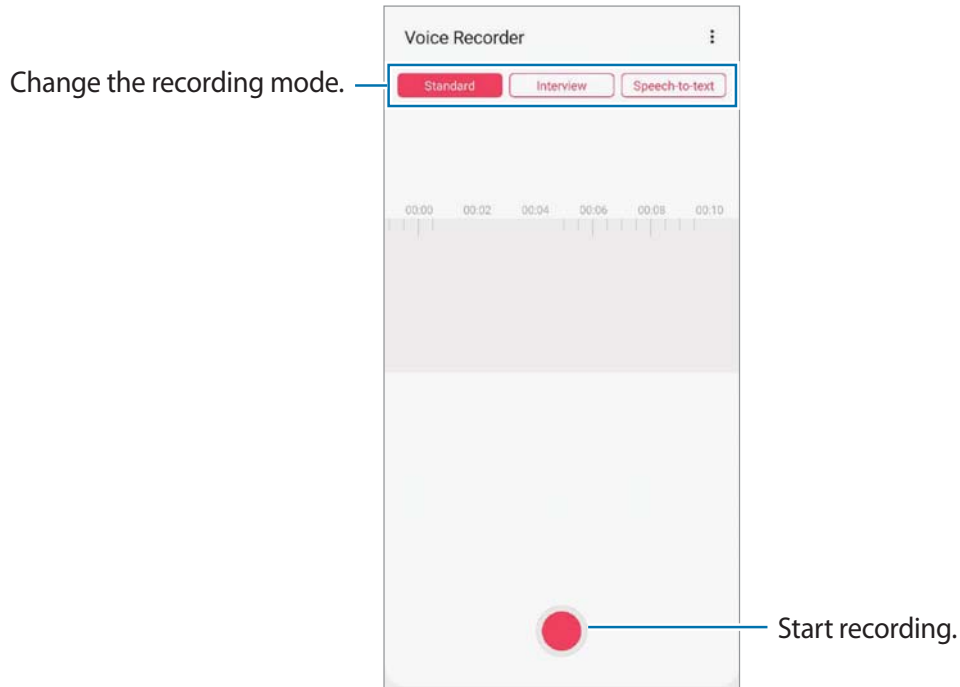 Voice Recorder
Change the recording mode.
Standard Interview Speech-to-text
00:00 00:02 00:04 00:06 00:08 00:10
Start recording.